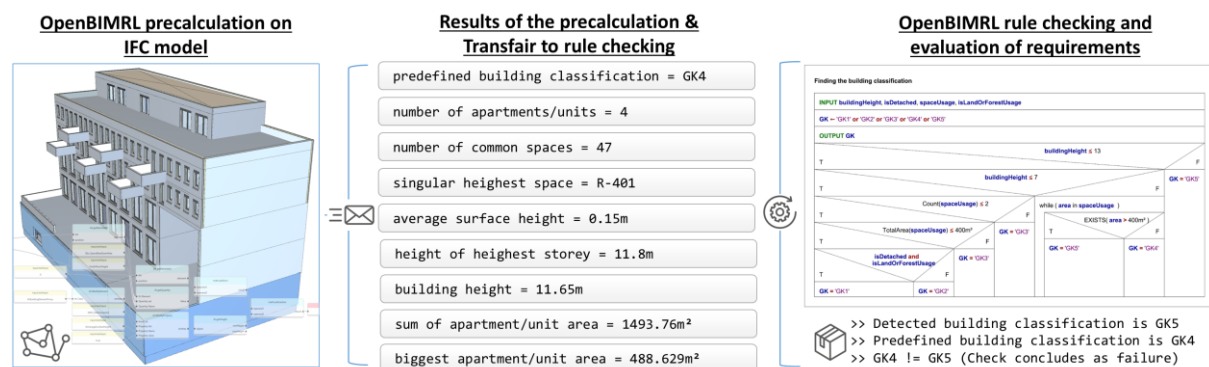 OpenBIMRL precalculation on
IFC model
Results of the precalculation &
Transfair to rule checking
predefined building classification = GK4
number of apartments/units = 4
number of common spaces = 47
singular heighest space = R-401
average surface height = 0.15m
height of heighest storey = 11.8m
building height = 11.65m
sum of apartment/unit area = 1493.76m²
biggest apartment/unit area = 488.629m²
OpenBIMRL rule checking and
evaluation of requirements
Finding the building classification
INPUT buildingHeight, isDetached, spaceUsage, isLandOrForestUsage
GK ← 'GK1' or 'GK2' or 'GK3' or 'GK4' or 'GK5'
OUTPUT GK
buildingHeight ≤ 13
T F
buildingHeight ≤ 7
GK = 'GK5'
T F
Count(spaceUsage) ≤ 2
while ( area in spaceUsage )
T F
EXISTS( area > 400m² )
TotalArea(spaceUsage) ≤ 400m²
GK = 'GK3'
T F
T F
GK = 'GK5' GK = 'GK4'
isDetached and
isLandOrForestUsage
GK = 'GK3'
T F
GK = 'GK1' GK = 'GK2'
>> Detected building classification is GK5
>> Predefined building classification is GK4
>> GK4 != GK5 (Check concludes as failure)